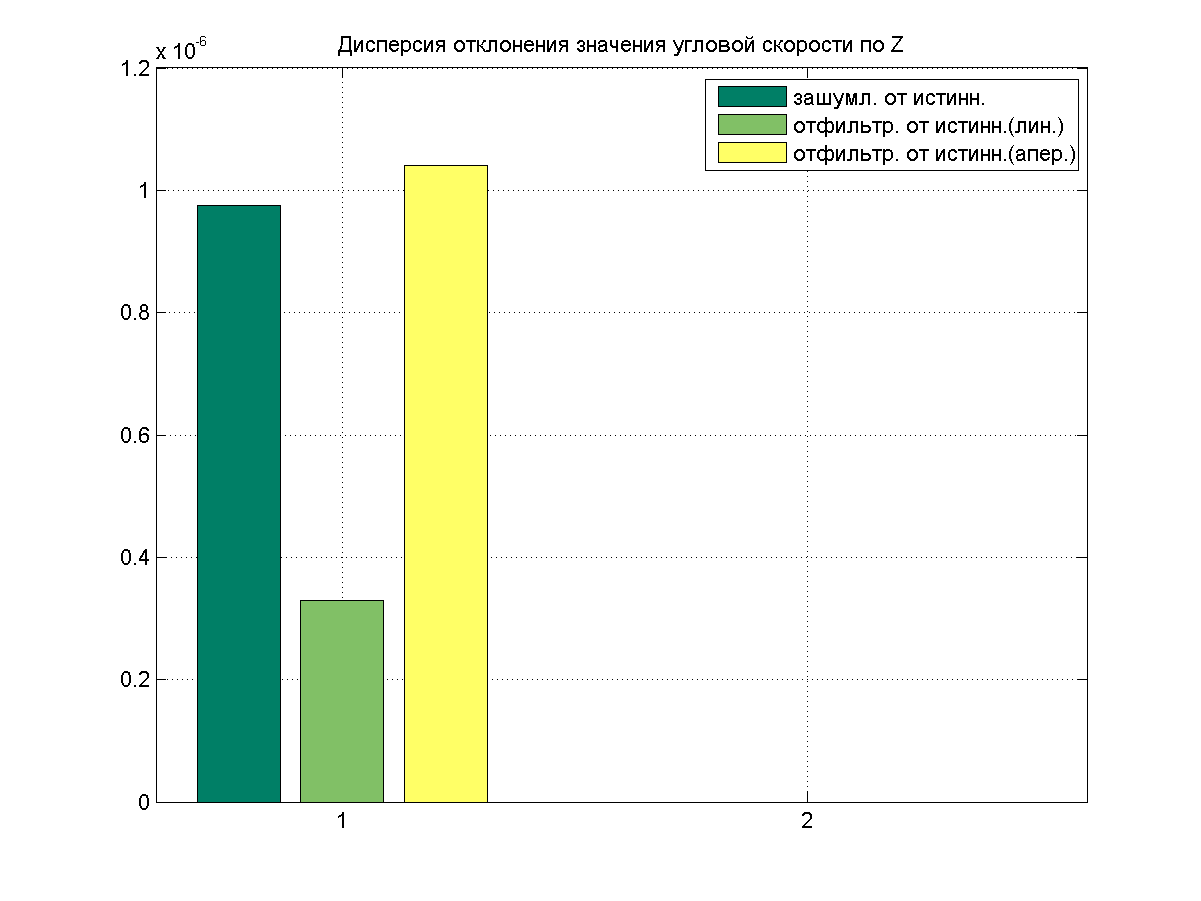 Дисперсия отклонения значения угловой скорости по Z
x 10-6
1.2
1
0.8
0.6
0.4
0.2
0
1
2
зашумл. от истинн.
отфильтр. от истинн.(лин.)
отфильтр. от истинн.(апер.)